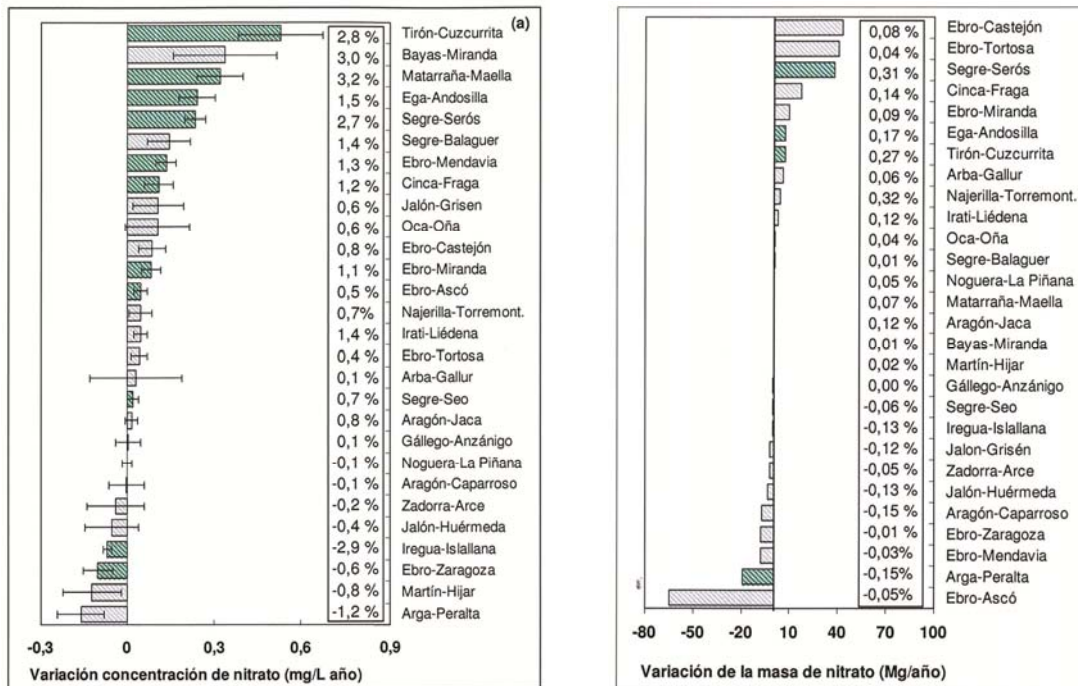 (a)
2,8 % Tirón-Cuzcurrita
3,0 % Bayas-Miranda
3,2 % Matarraña-Maella
1,5 % Ega-Andosilla
2,7 % Segre-Serós
1,4 % Segre-Balaguer
1,3 % Ebro-Mendavia
1,2 % Cinca-Fraga
0,6 % Jalón-Grisen
0,6 % Oca-Oña
0,8 % Ebro-Castejón
1,1 % Ebro-Miranda
0,5 % Ebro-Ascó
0,7% Najerilla-Torremont.
1,4 % Irati-Liédena
0,4 % Ebro-Tortosa
0,1 % Arba-Gallur
0,7 % Segre-Seo
0,8 % Aragón-Jaca
0,1 % Gállego-Anzánigo
-0,1 % Noguera-La Piñana
-0,1 % Aragón-Caparroso
-0,2 % Zadorra-Arce
-0,4 % Jalón-Huérmeda
-2,9 % Iregua-Islallana
-0,6 % Ebro-Zaragoza
-0,8 % Martín-Hijar
-1,2 % Arga-Peralta
-0,3 0 0,3 0,6 0,9
Variación concentración de nitrato (mg/L año)
0,08 % Ebro-Castejón
0,04 % Ebro-Tortosa
0,31 % Segre-Serós
0,14 % Cinca-Fraga
0,09 % Ebro-Miranda
0,17 % Ega-Andosilla
0,27 % Tirón-Cuzcurrita
0,06 % Arba-Gallur
0,32 % Najerilla-Torremont.
0,12 % Irati-Liédena
0,04 % Oca-Oña
0,01 % Segre-Balaguer
0,05 % Noguera-La Piñana
0,07 % Matarraña-Maella
0,12 % Aragón-Jaca
0,01 % Bayas-Miranda
0,02 % Martín-Hijar
0,00 % Gállego-Anzánigo
-0,06 % Segre-Seo
-0,13 % Iregua-Islallana
-0,12 % Jalon-Grisén
-0,05 % Zadorra-Arce
-0,13 % Jalón-Huérmeda
-0,15 % Aragón-Caparroso
-0,01 % Ebro-Zaragoza
-0,03% Ebro-Mendavia
-0,15% Arga-Peralta
-0,05% Ebro-Ascó
-80 -50 -20 10 40 70 100
Variación de la masa de nitrato (Mg/año)